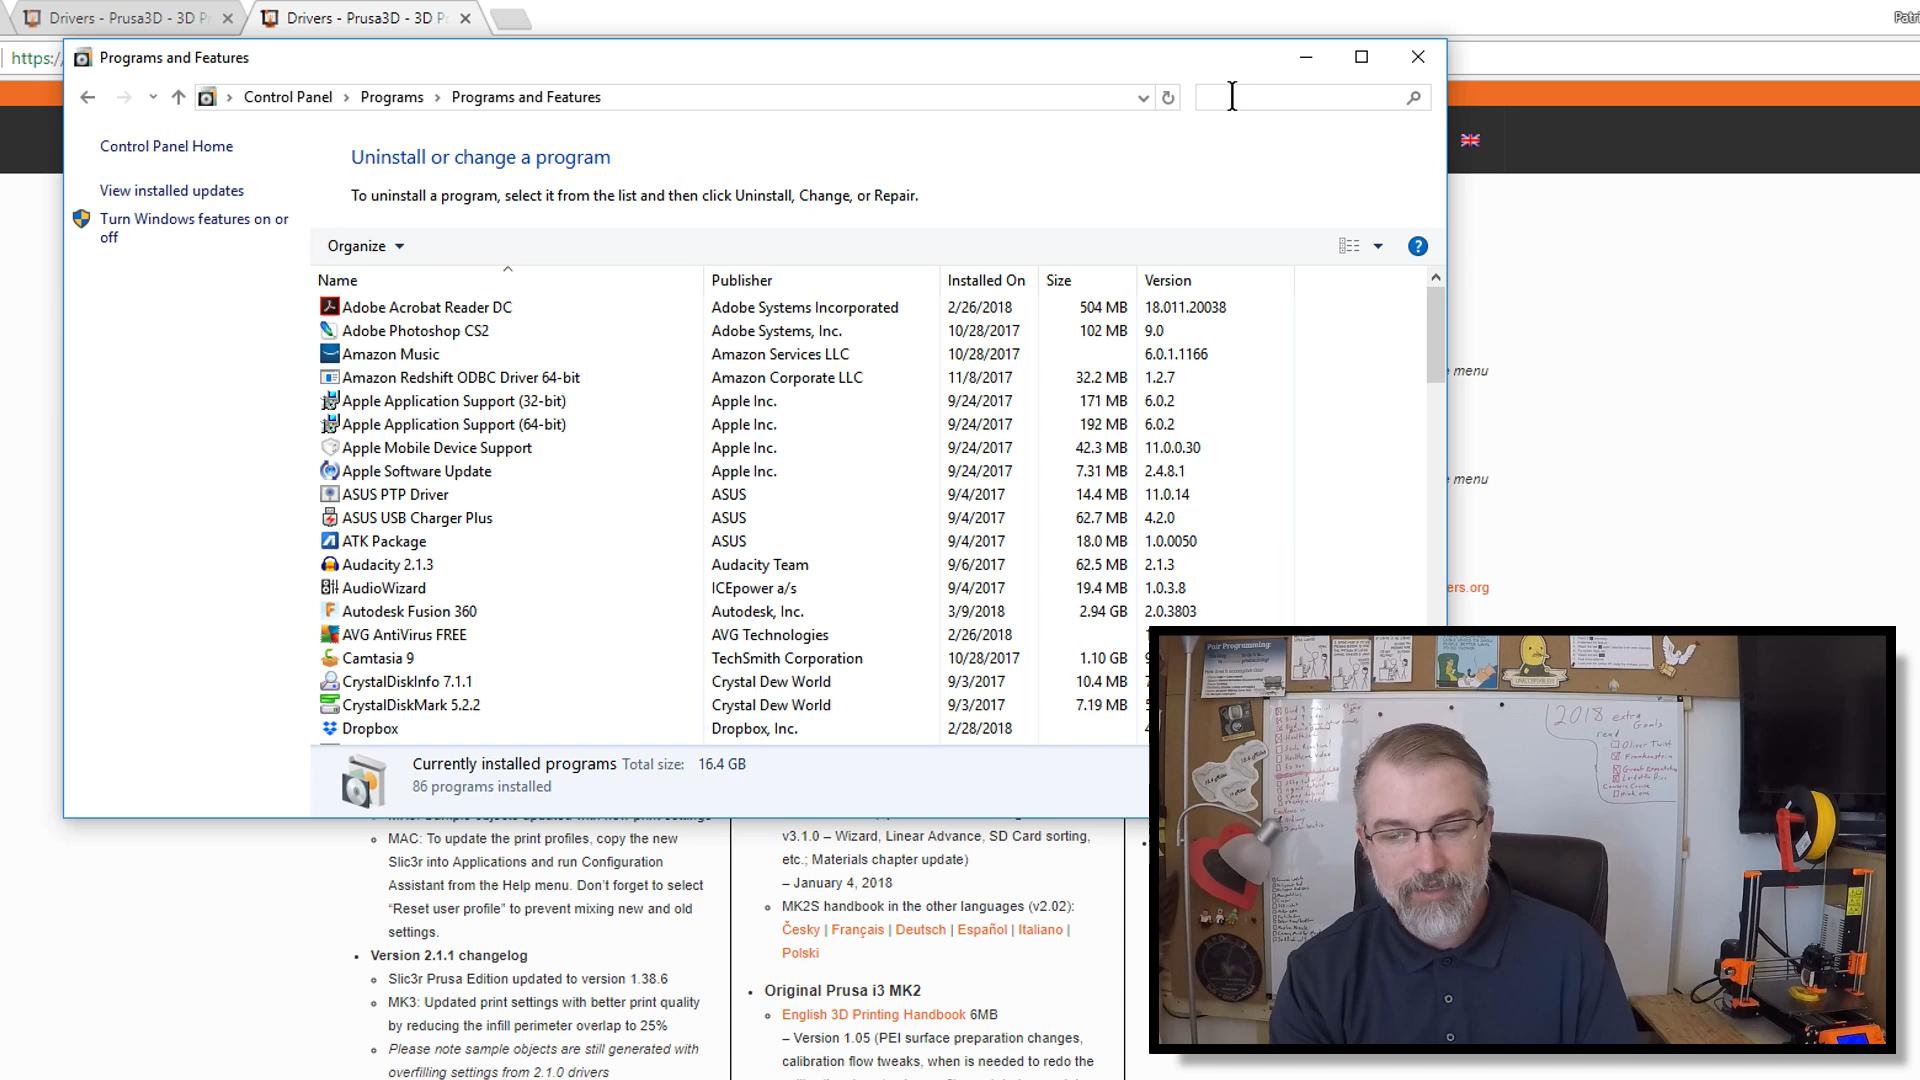 Drivers - Prusa3D - 3D P
Drivers - Prusa3D - 3D P
Patri
https:/
Programs and Features
Control Panel
Programs
Programs and Features
Control Panel Home
View installed updates
Turn Windows features on or
off
Uninstall or change a program
To uninstall a program, select it from the list and then click Uninstall, Change, or Repair.
Organize
Name Publisher Installed On Size Version
Adobe Acrobat Reader DC Adobe Systems Incorporated 2/26/2018 504 MB 18.011.20038
Adobe Photoshop CS2 Adobe Systems, Inc. 10/28/2017 102 MB 9.0
Amazon Music Amazon Services LLC 10/28/2017 6.0.1.1166
Amazon Redshift ODBC Driver 64-bit Amazon Corporate LLC 11/8/2017 32.2 MB 1.2.7
Apple Application Support (32-bit) Apple Inc. 9/24/2017 171 MB 6.0.2
Apple Application Support (64-bit) Apple Inc. 9/24/2017 192 MB 6.0.2
Apple Mobile Device Support Apple Inc. 9/24/2017 42.3 MB 11.0.0.30
Apple Software Update Apple Inc. 9/24/2017 7.31 MB 2.4.8.1
ASUS PTP Driver ASUS 9/4/2017 14.4 MB 11.0.14
ASUS USB Charger Plus ASUS 9/4/2017 62.7 MB 4.2.0
ATK Package ASUS 9/4/2017 18.0 MB 1.0.0050
Audacity 2.1.3 Audacity Team 9/6/2017 62.5 MB 2.1.3
AudioWizard ICEpower a/s 9/4/2017 19.4 MB 1.0.3.8
Autodesk Fusion 360 Autodesk, Inc. 3/9/2018 2.94 GB 2.0.3803
AVG AntiVirus FREE AVG Technologies 2/26/2018
Camtasia 9 TechSmith Corporation 10/28/2017 1.10 GB
CrystalDiskInfo 7.1.1 Crystal Dew World 9/3/2017 10.4 MB
CrystalDiskMark 5.2.2 Crystal Dew World 9/3/2017 7.19 MB
Dropbox Dropbox, Inc. 2/28/2018
Currently installed programs Total size: 16.4 GB
86 programs installed
menu
menu
ers.org
MAC: To update the print profiles, copy the new
Slic3r into Applications and run Configuration
Assistant from the Help menu. Don't forget to select
"Reset user profile" to prevent mixing new and old
settings.
Version 2.1.1 changelog
Slic3r Prusa Edition updated to version 1.38.6
MK3: Updated print settings with better print quality
by reducing the infill perimeter overlap to 25%
Please note sample objects are still generated with
overfilling settings from 2.1.0 drivers
v3.1.0 – Wizard, Linear Advance, SD Card sorting,
etc.; Materials chapter update)
– January 4, 2018
MK2S handbook in the other languages (v2.02):
Česky | Français | Deutsch | Español | Italiano |
Polski
Original Prusa i3 MK2
English 3D Printing Handbook 6MB
– Version 1.05 (PEI surface preparation changes,
calibration flow tweaks, when is needed to redo the
Pair Programming:
UNACCEPTABLE
2018 extra
Goals
read
Oliver Twist
Frankenstein
Great Expectations